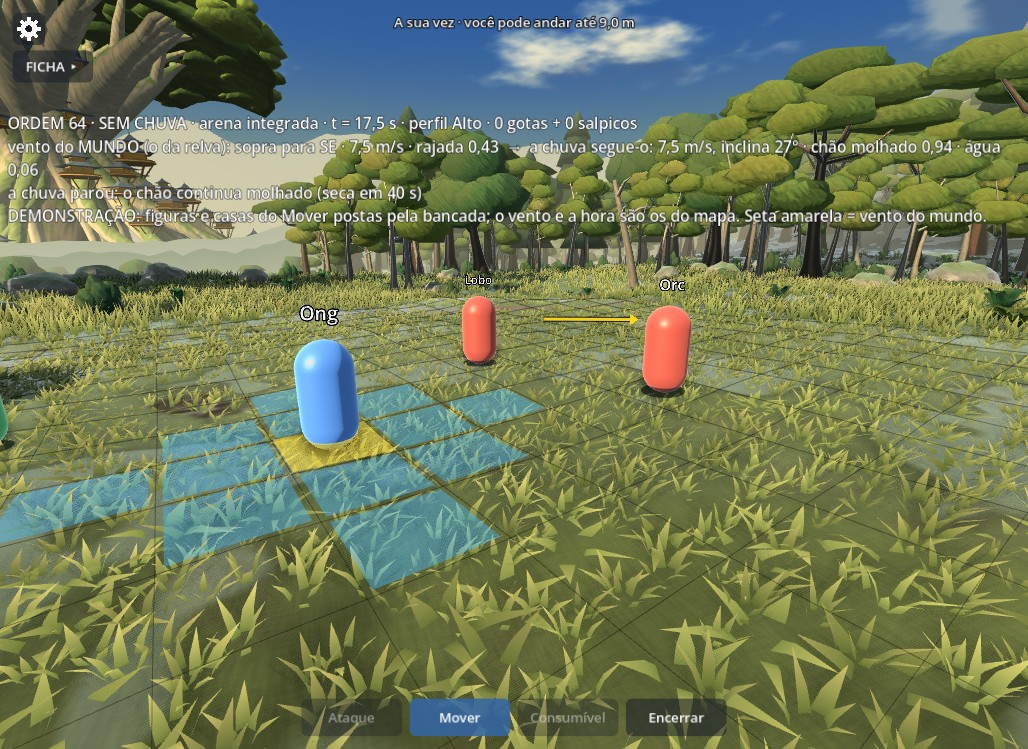 A sua vez · você pode andar até 9,0 m
FICHA ▸
ORDEM 64 · SEM CHUVA · arena integrada · t = 17,5 s · perfil Alto · 0 gotas + 0 salpicos
vento do MUNDO (o da relva): sopra para SE · 7,5 m/s · rajada 0,43 — a chuva segue-o: 7,5 m/s, inclina 27° · chão molhado 0,94 · água
0,06
a chuva parou: o chão continua molhado (seca em 40 s)
DEMONSTRAÇÃO: figuras e casas do Mover postas pela bancada; o vento e a hora são os do mapa. Seta amarela = vento do mundo.
Lobo
Orc
Ong
Ataque
Mover
Consumível
Encerrar